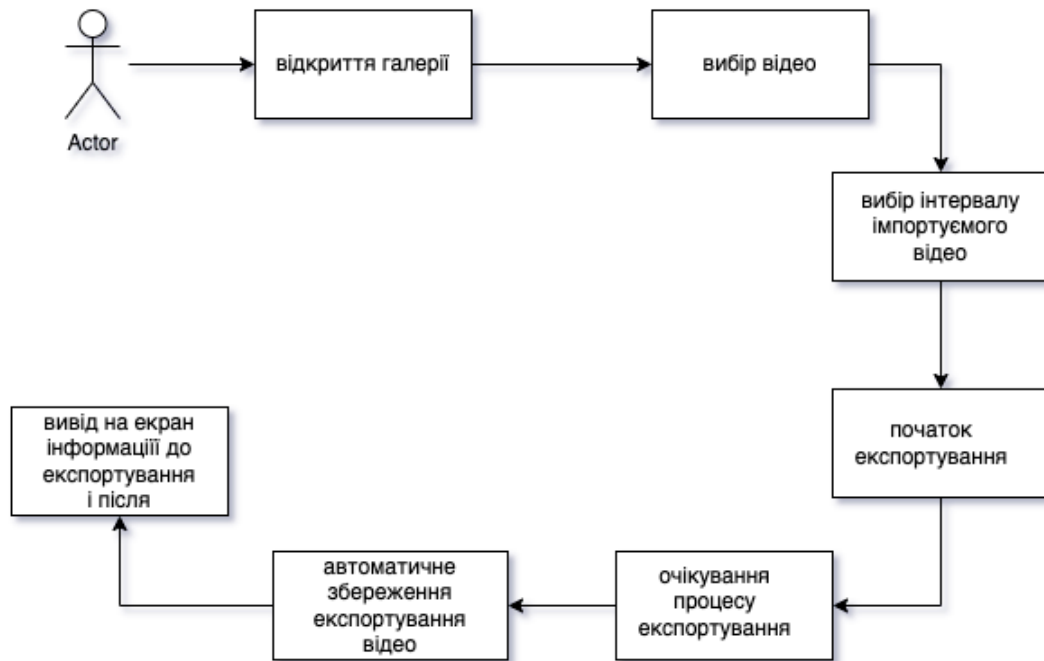 Actor
відкриття галерії
вибір відео
вибір інтервалу
імпортуємого
відео
початок
експортування
очікування
процесу
експортування
автоматичне
збереження
експортування
відео
вивід на екран
інформаціїї до
експортування
і після